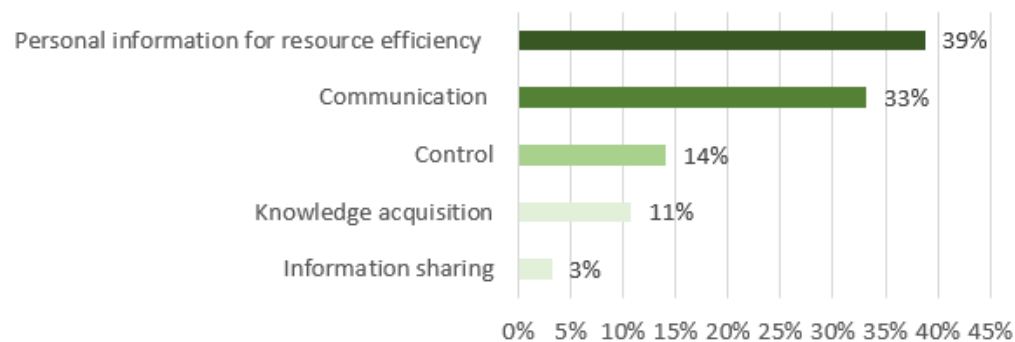 Personal information for resource efficiency 39%
Communication 33%
Control 14%
Knowledge acquisition 11%
Information sharing 3%
0% 5% 10% 15% 20% 25% 30% 35% 40% 45%